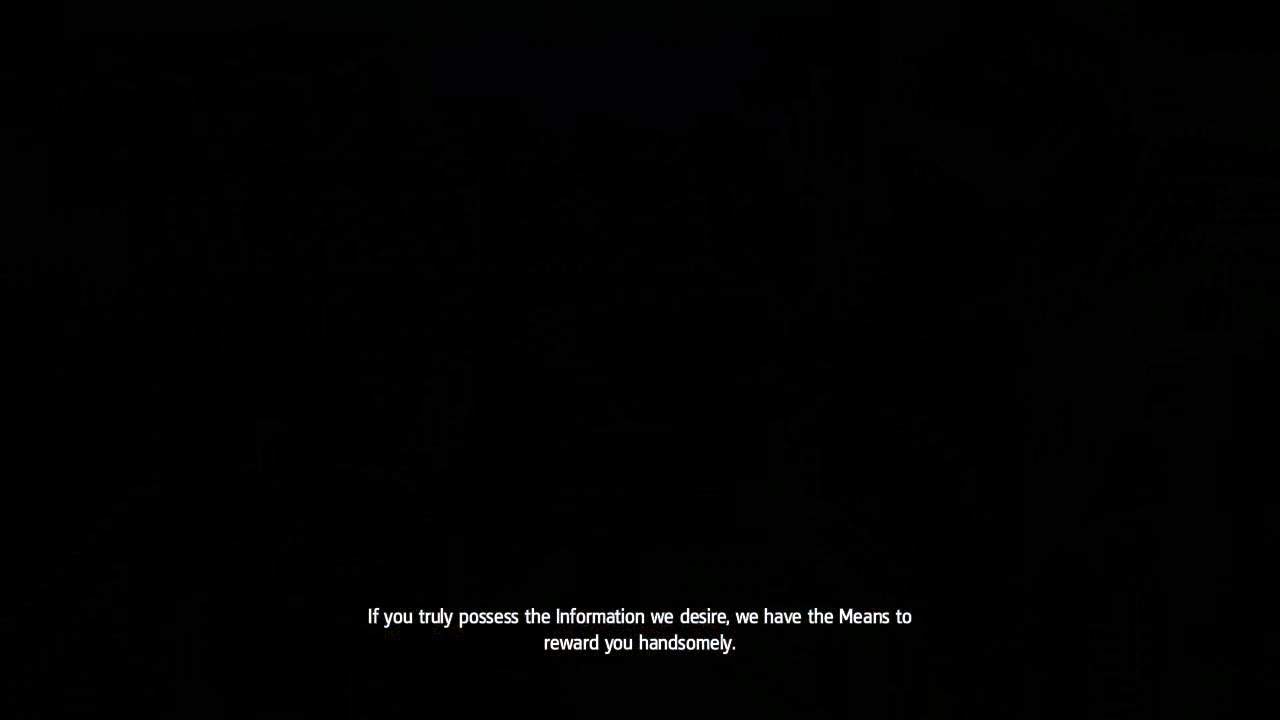 If you truly possess the Information we desire, we have the Means to
reward you handsomely.